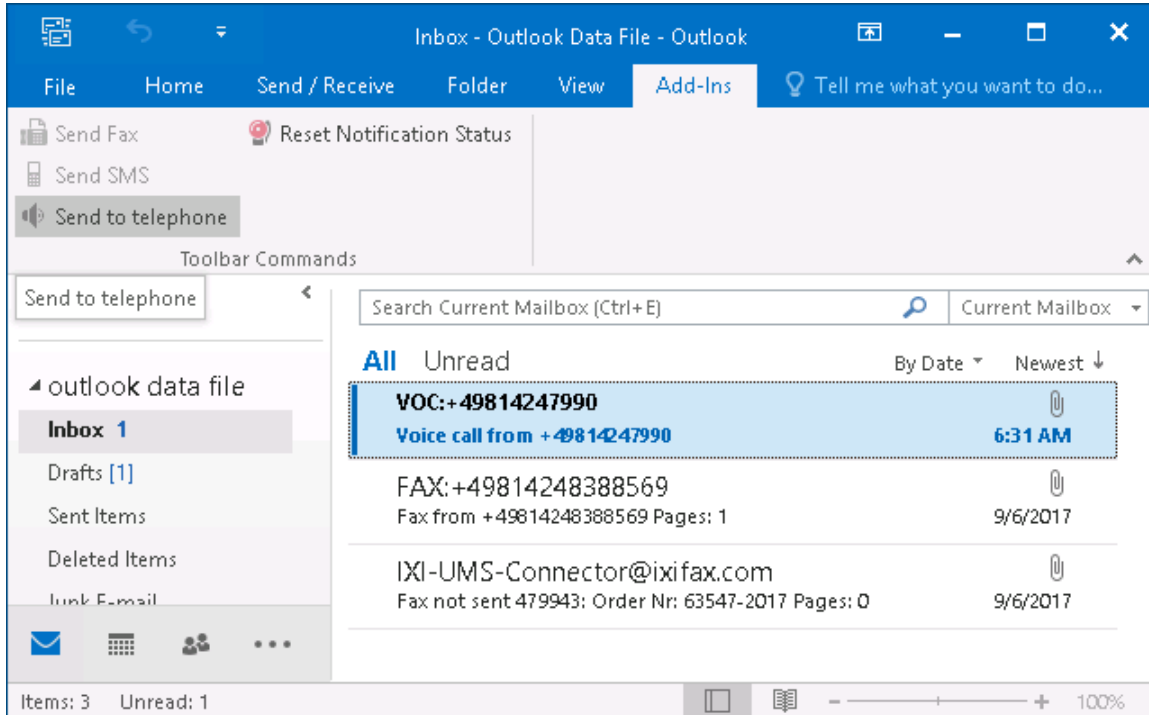 Inbox - Outlook Data File - Outlook
File Home Send / Receive Folder View Add-Ins Tell me what you want to do...
Send Fax Reset Notification Status
Send SMS
Send to telephone
Toolbar Commands
Send to telephone
Search Current Mailbox (Ctrl+E) Current Mailbox
All Unread By Date Newest
outlook data file
VOC:+49814247990
Inbox 1
Voice call from +49814247990 6:31 AM
Drafts [1]
FAX:+49814248388569
Sent Items
Fax from +49814248388569 Pages: 1 9/6/2017
Deleted Items
IXI-UMS-Connector@ixifax.com
Junk E-mail
Fax not sent 479943: Order Nr: 63547-2017 Pages: 0 9/6/2017
Items: 3 Unread: 1 100%